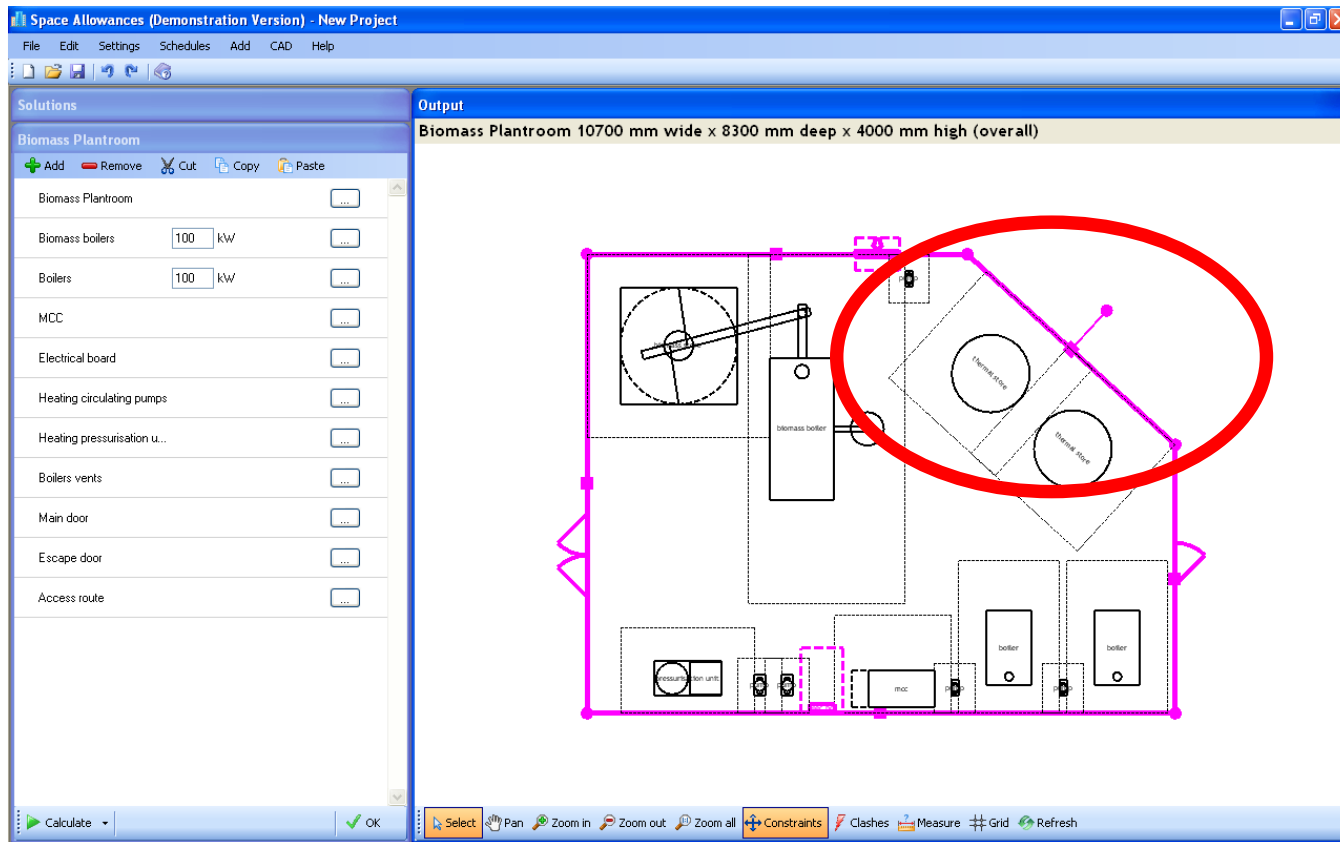 Space Allowances (Demonstration Version) - New Project
File Edit Settings Schedules Add CAD Help
Solutions
Output
Biomass Plantroom
Biomass Plantroom 10700 mm wide x 8300 mm deep x 4000 mm high (overall)
Add Remove Cut Copy Paste
Biomass Plantroom ...
Biomass boilers 100 kW ...
Boilers 100 kW ...
MCC ...
Electrical board ...
Heating circulating pumps ...
Heating pressurisation u... ...
Boilers vents ...
Main door ...
Escape door ...
Access route ...
thermal store
biomass boiler
thermal store
boiler
boiler
pressurisation unit
mcc
Calculate OK
Select Pan Zoom in Zoom out Zoom all Constraints Clashes Measure Grid Refresh